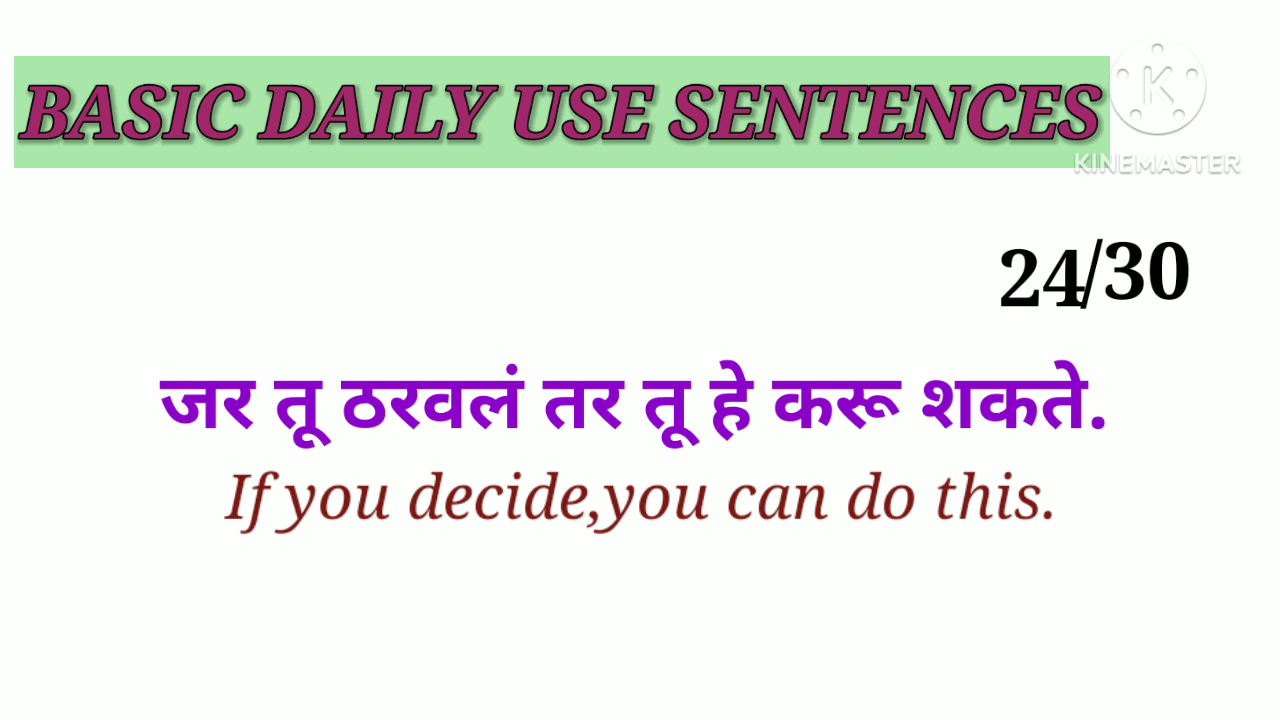 BASIC DAILY USE SENTENCES
K
KINEMASTER
24/30
जर तू ठरवलं तर तू हे करू शकते.
If you decide,you can do this.